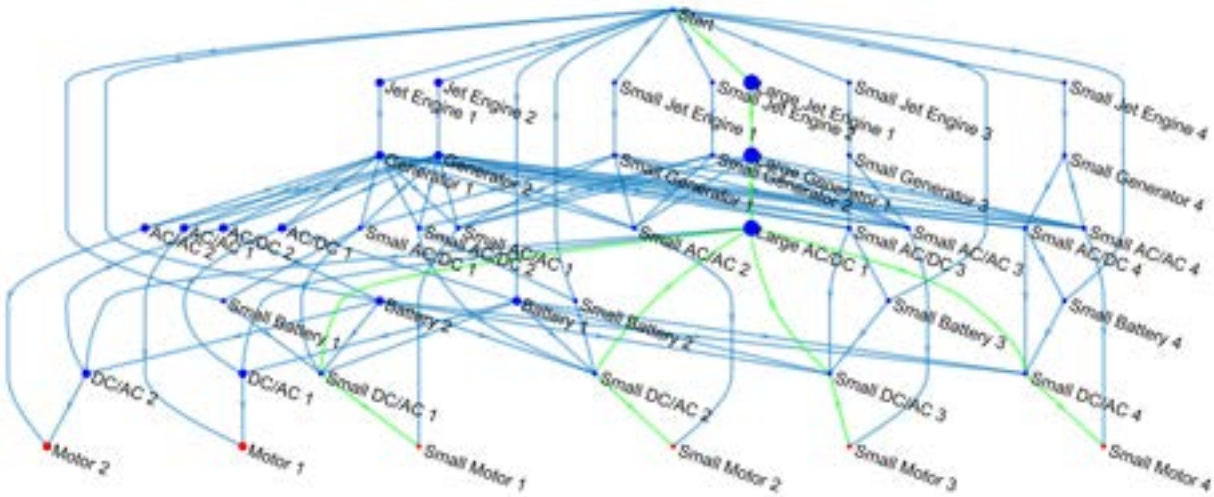 Start
Jet Engine 1
Jet Engine 2
Small Jet Engine 1
Small Jet Engine 2
Large Jet Engine 1
Small Jet Engine 3
Small Jet Engine 4
Generator 1
Generator 2
Small Generator 1
Small Generator 2
Large Generator 1
Small Generator 3
Small Generator 4
AC/AC 2
AC/AC 1
AC/DC 2
AC/DC 1
Small AC/DC 1
Small AC/DC 2
Small AC/AC 1
Small AC/AC 2
Large AC/DC 1
Small AC/DC 3
Small AC/AC 3
Small AC/DC 4
Small AC/AC 4
Small Battery 1
Battery 2
Battery 1
Small Battery 2
Small Battery 3
Small Battery 4
DC/AC 2
DC/AC 1
Small DC/AC 1
Small DC/AC 2
Small DC/AC 3
Small DC/AC 4
Motor 2
Motor 1
Small Motor 1
Small Motor 2
Small Motor 3
Small Motor 4